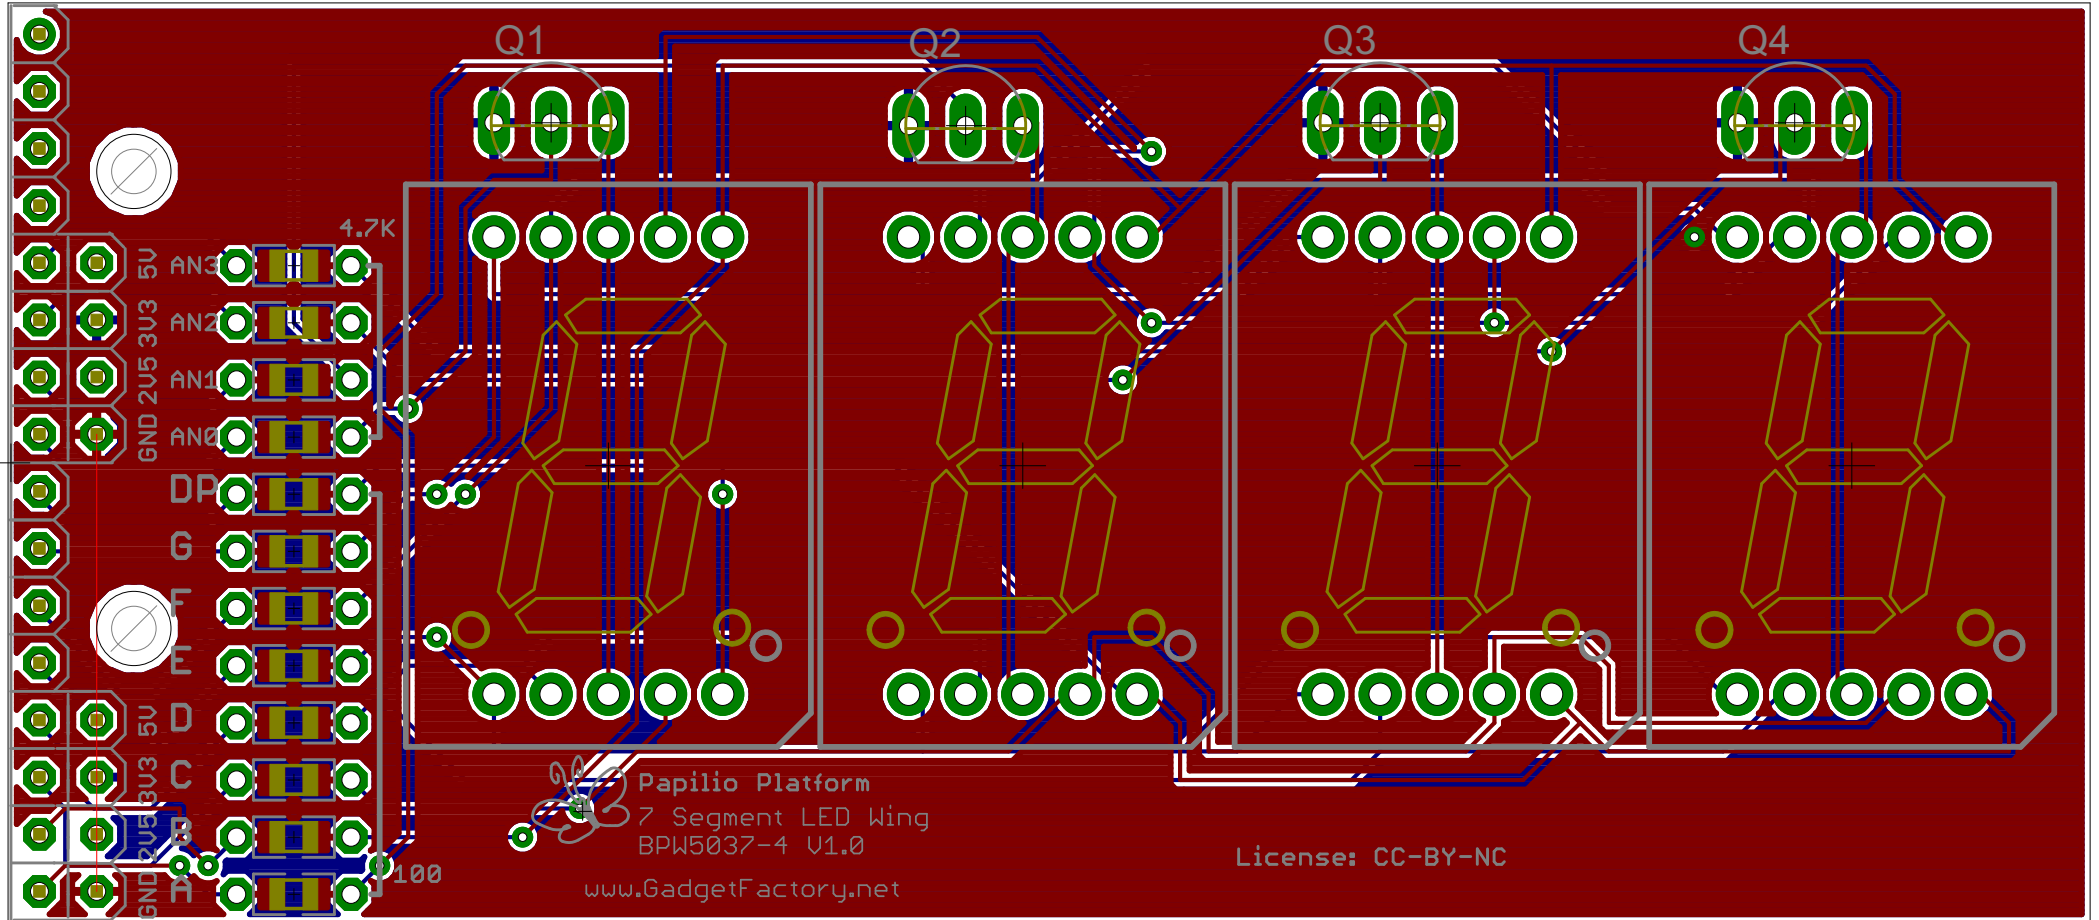 Q1
Q2
Q3
Q4
4.7K
5V
AN3
3V3
AN2
2V5
AN1
GND
AN0
DP
G
F
E
5V
D
3V3
C
2V5
B
GND
A
100
Papilio Platform
7 Segment LED Wing
BPW5037-4 V1.0
www.GadgetFactory.net
License: CC-BY-NC